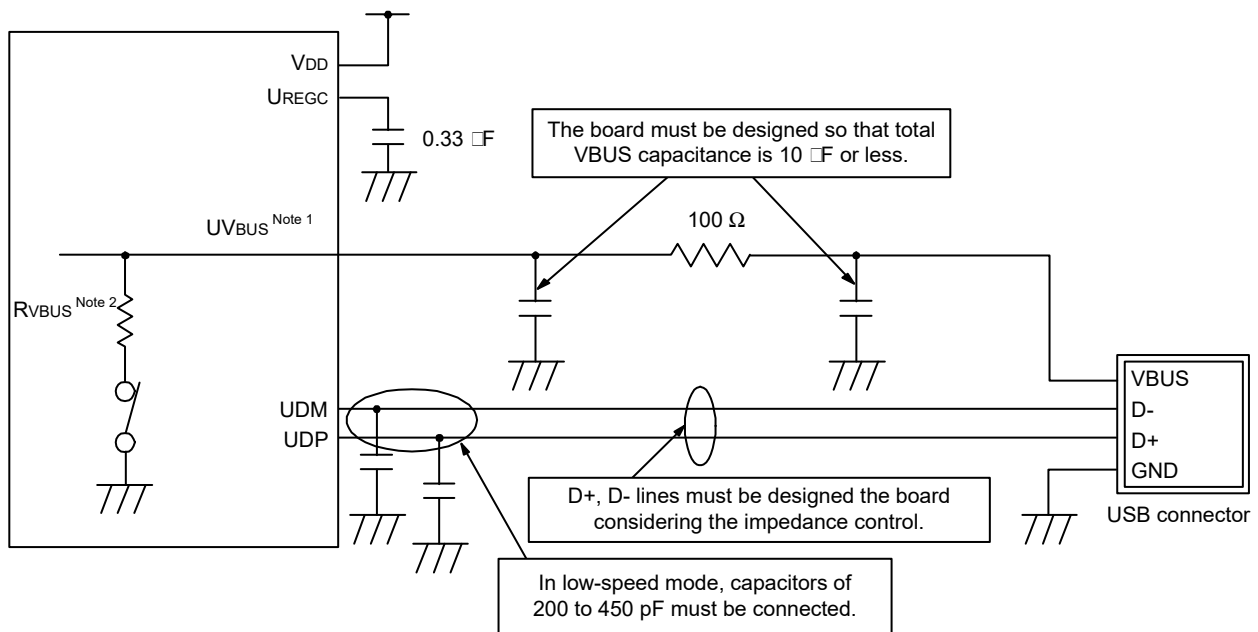 VDD
UREGC
0.33 □F
The board must be designed so that total
VBUS capacitance is 10 □F or less.
UVBUS Note 1
100 Ω
RVBUS Note 2
VBUS
D-
D+
GND
USB connector
UDM
UDP
D+, D- lines must be designed the board
considering the impedance control.
In low-speed mode, capacitors of
200 to 450 pF must be connected.